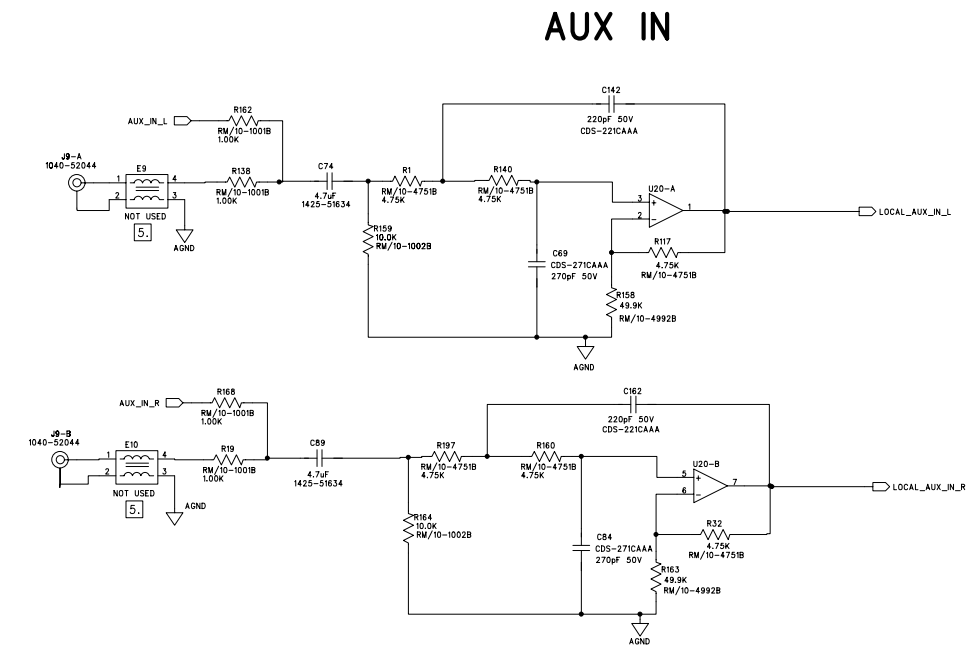 AUX IN
C142
220pF 50V
CDS-221CAAA
R162
AUX_IN_L
RM/10-1001B
1.00K
J9-A
1040-52044
E9
1
4
2
3
NOT USED
5.
AGND
R138
RM/10-1001B
1.00K
C74
4.7uF
1425-51634
R1
RM/10-4751B
4.75K
R140
RM/10-4751B
4.75K
U20-A
3
+
2
-
1
LOCAL_AUX_IN_L
R159
10.0K
RM/10-1002B
C69
CDS-271CAAA
270pF 50V
R117
4.75K
RM/10-4751B
R158
49.9K
RM/10-4992B
AGND
C162
220pF 50V
CDS-221CAAA
R168
AUX_IN_R
RM/10-1001B
1.00K
J9-B
1040-52044
E10
1
4
2
3
NOT USED
5.
AGND
R19
RM/10-1001B
1.00K
C89
4.7uF
1425-51634
R197
RM/10-4751B
4.75K
R160
RM/10-4751B
4.75K
U20-B
5
+
6
-
7
LOCAL_AUX_IN_R
R164
10.0K
RM/10-1002B
C84
CDS-271CAAA
270pF 50V
R32
4.75K
RM/10-4751B
R163
49.9K
RM/10-4992B
AGND